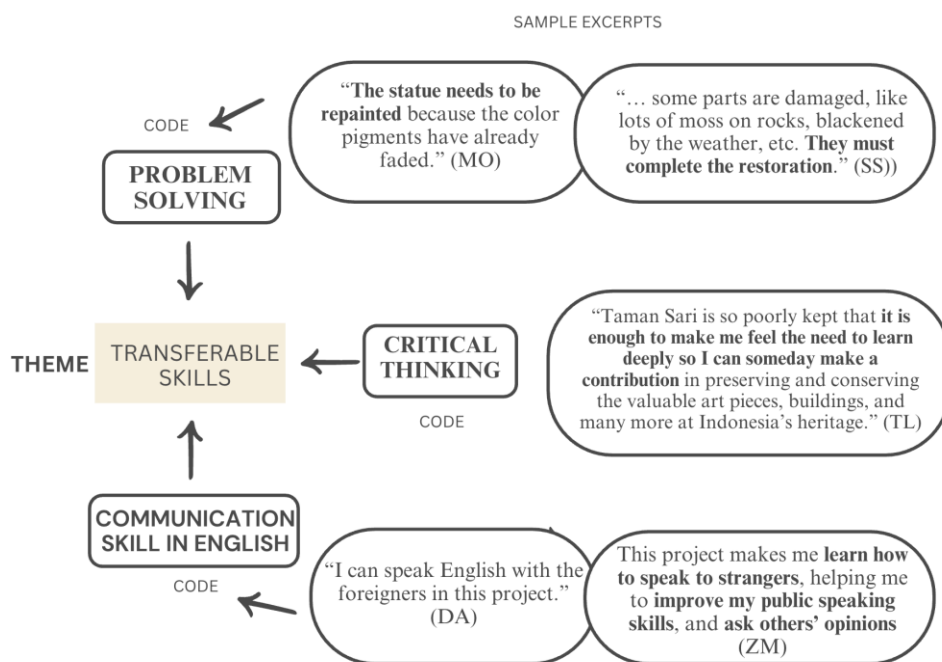 SAMPLE EXCERPTS
CODE
PROBLEM
SOLVING
“The statue needs to be
repainted because the color
pigments have already
faded.” (MO)
“… some parts are damaged, like
lots of moss on rocks, blackened
by the weather, etc. They must
complete the restoration.” (SS))
THEME
TRANSFERABLE
SKILLS
CRITICAL
THINKING
CODE
“Taman Sari is so poorly kept that it is
enough to make me feel the need to learn
deeply so I can someday make a
contribution in preserving and conserving
the valuable art pieces, buildings, and
many more at Indonesia’s heritage.” (TL)
COMMUNICATION
SKILL IN ENGLISH
CODE
“I can speak English with the
foreigners in this project.”
(DA)
This project makes me learn how
to speak to strangers, helping me
to improve my public speaking
skills, and ask others’ opinions
(ZM)